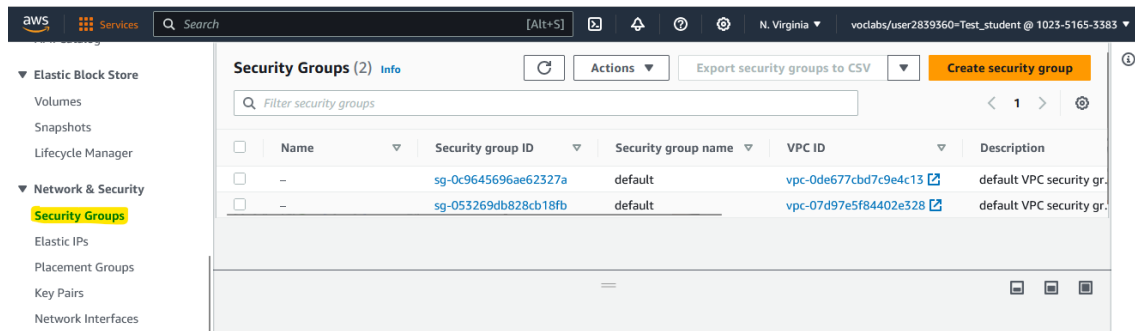 aws Services Search [Alt+S] N. Virginia ▼ voclabs/user2839360=Test_student @ 1023-5165-3383 ▼
Elastic Block Store
Volumes
Snapshots
Lifecycle Manager
Network & Security
Security Groups
Elastic IPs
Placement Groups
Key Pairs
Network Interfaces
Security Groups (2) Info Actions ▼ Export security groups to CSV ▼ Create security group
Filter security groups < 1 >
Name Security group ID Security group name VPC ID Description
– sg-0c9645696ae62327a default vpc-0de677cbd7c9e4c13 default VPC security gr.
– sg-053269db828cb18fb default vpc-07d97e5f84402e328 default VPC security gr.